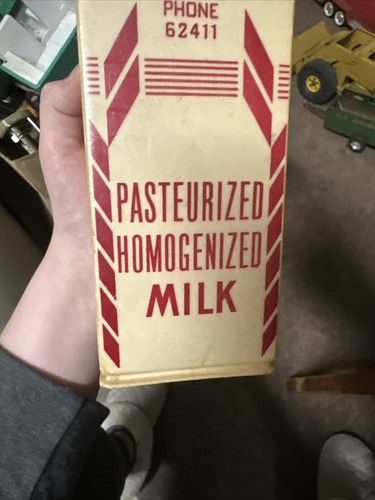 PHONE
62411
PASTEURIZED
HOMOGENIZED
MILK